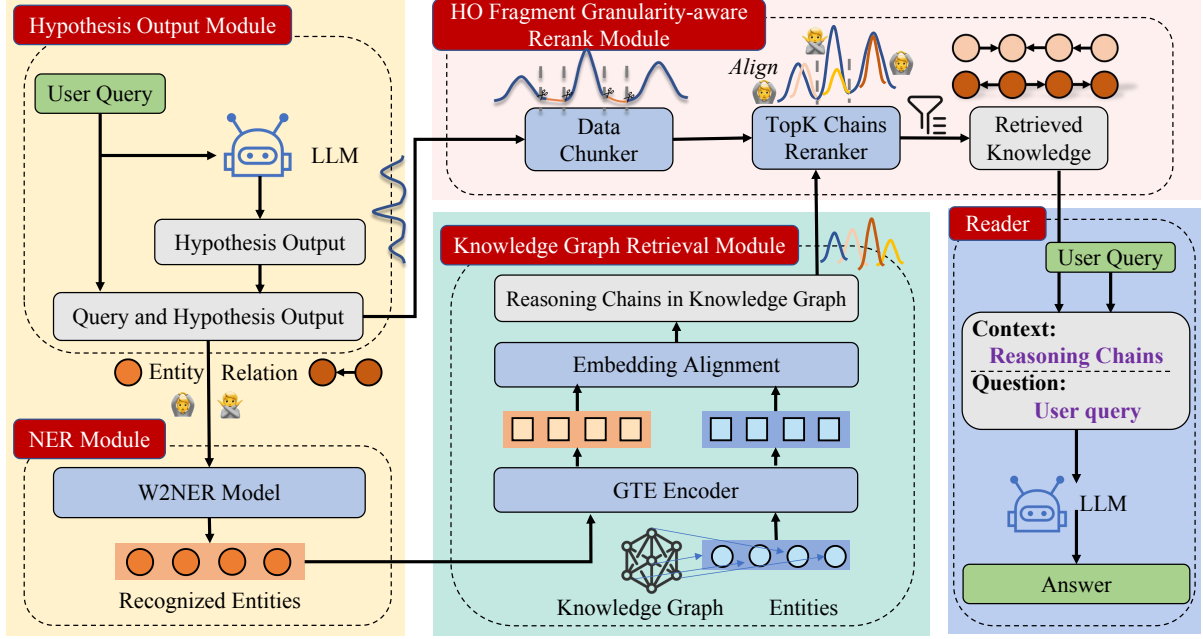 Hypothesis Output Module
User Query
LLM
Hypothesis Output
Query and Hypothesis Output
Entity
Relation
NER Module
W2NER Model
Recognized Entities
HO Fragment Granularity-aware
Rerank Module
Align
Data
Chunker
TopK Chains
Reranker
Retrieved
Knowledge
Knowledge Graph Retrieval Module
Reasoning Chains in Knowledge Graph
Embedding Alignment
GTE Encoder
Knowledge Graph
Entities
Reader
User Query
Context:
Reasoning Chains
Question:
User query
LLM
Answer